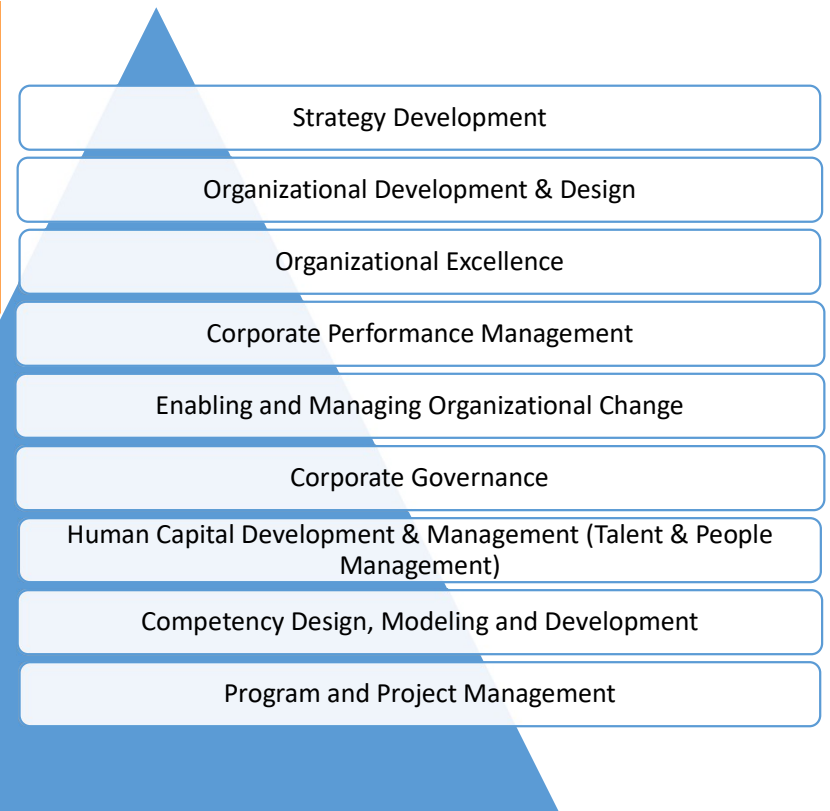 Strategy Development
Organizational Development & Design
Organizational Excellence
Corporate Performance Management
Enabling and Managing Organizational Change
Corporate Governance
Human Capital Development & Management (Talent & People
Management)
Competency Design, Modeling and Development
Program and Project Management